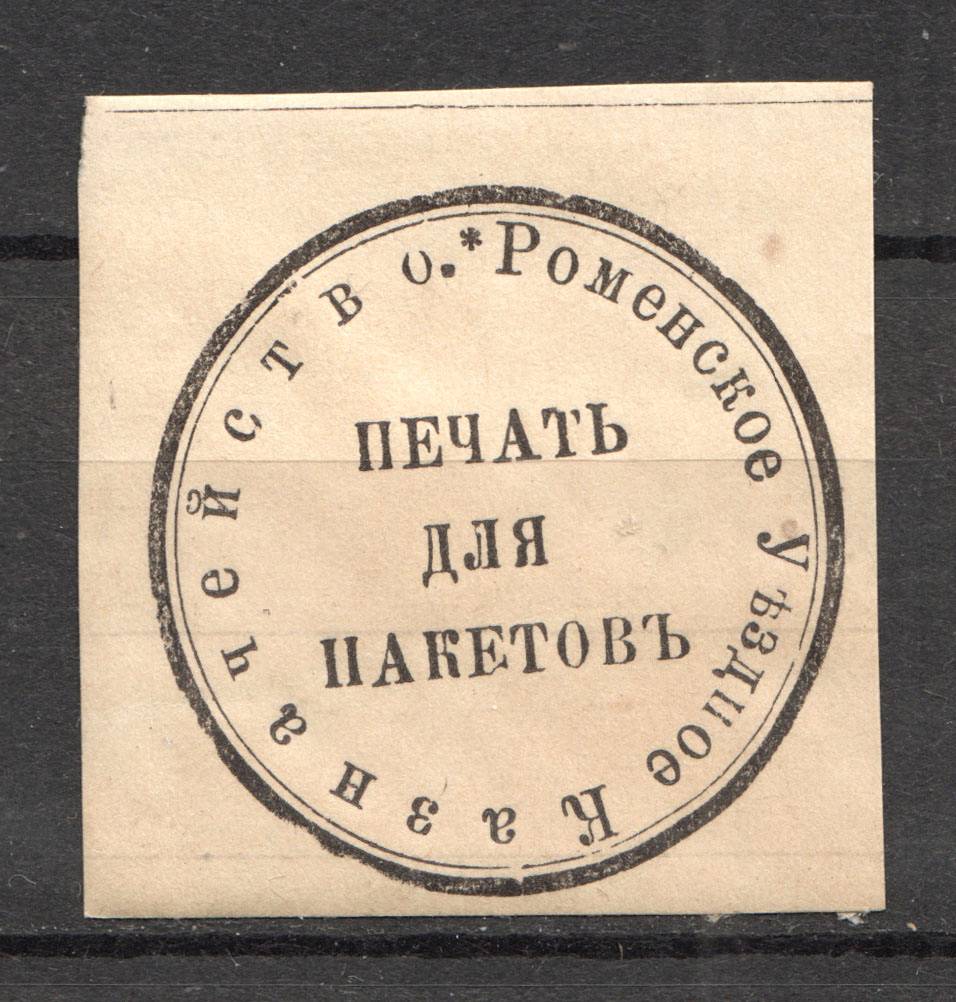 *Роменское Уѣздное Казначейство.
ПЕЧАТЬ
ДЛЯ
ПАКЕТОВЪ